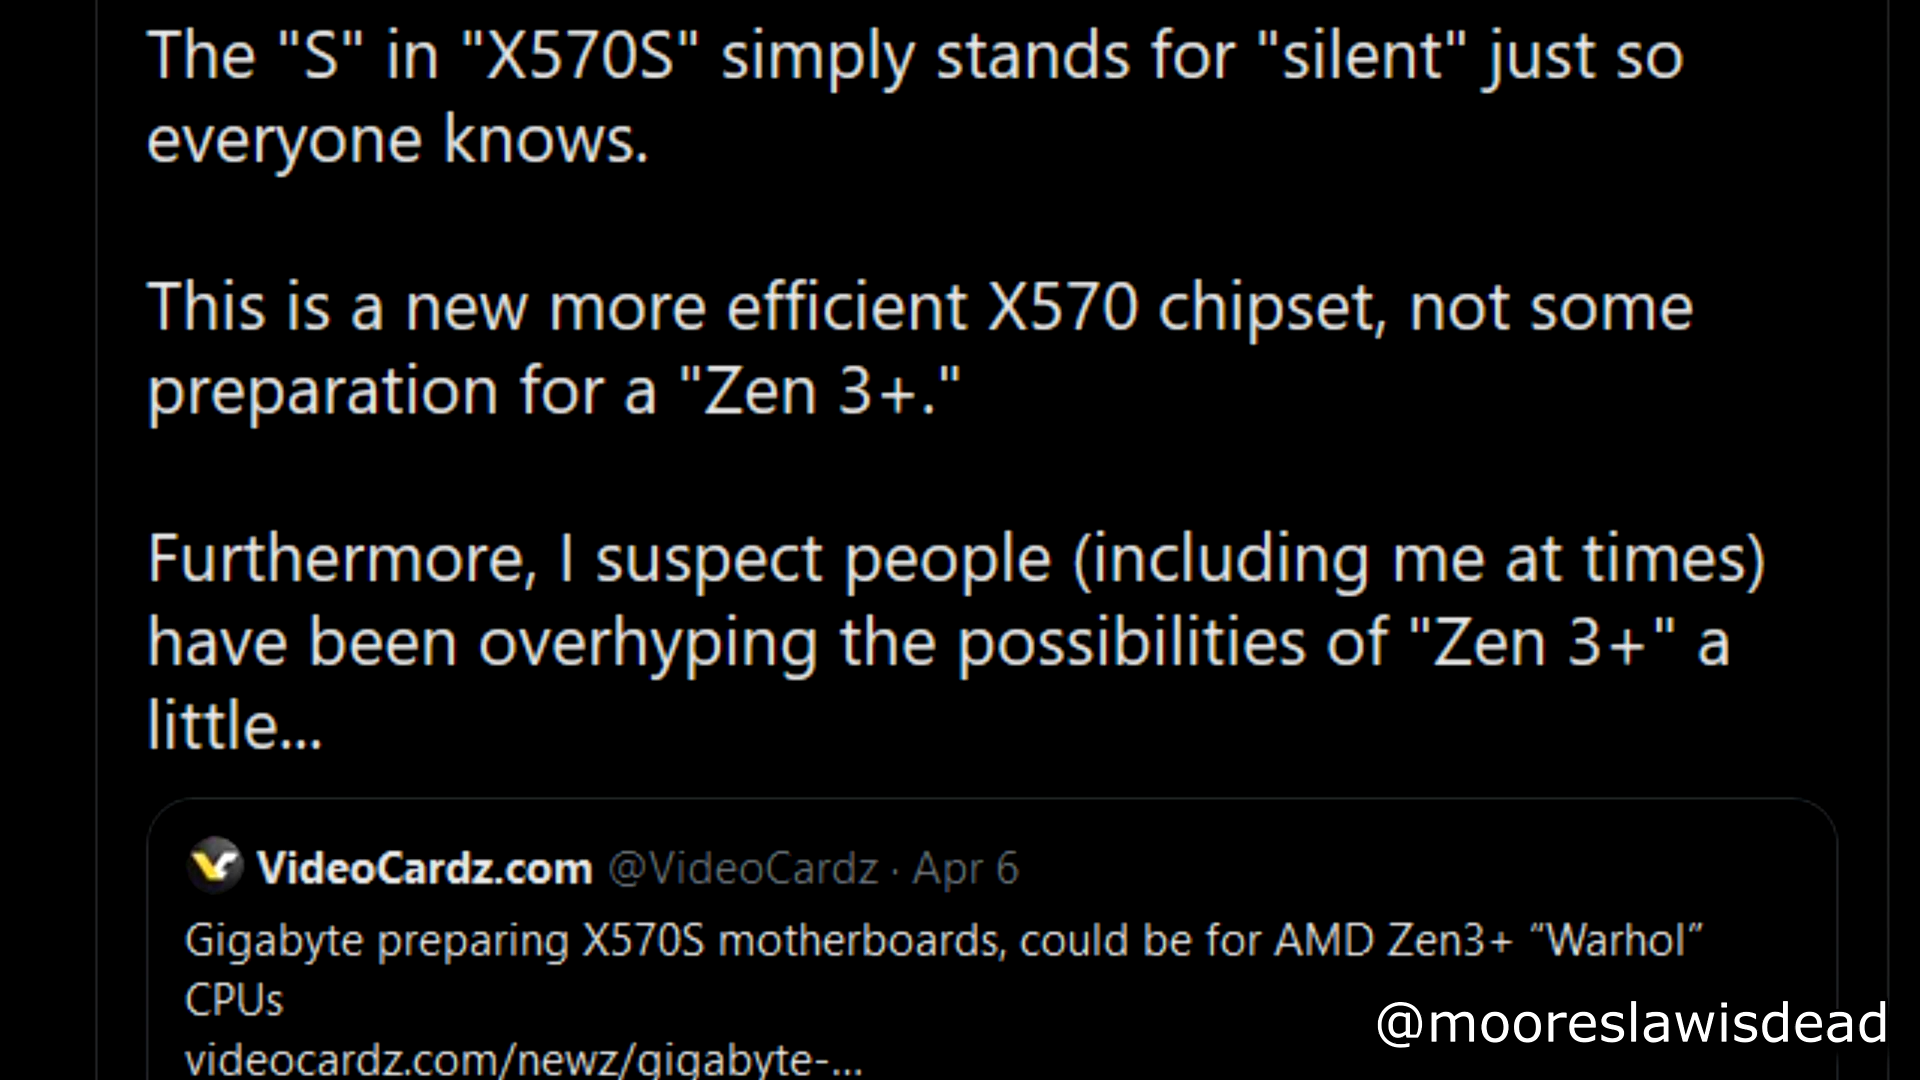 The "S" in "X570S" simply stands for "silent" just so
everyone knows.
This is a new more efficient X570 chipset, not some
preparation for a "Zen 3+."
Furthermore, I suspect people (including me at times)
have been overhyping the possibilities of "Zen 3+" a
little...
VideoCardz.com @VideoCardz · Apr 6
Gigabyte preparing X570S motherboards, could be for AMD Zen3+ “Warhol”
CPUs
videocardz.com/newz/gigabyte-...
@mooreslawisdead